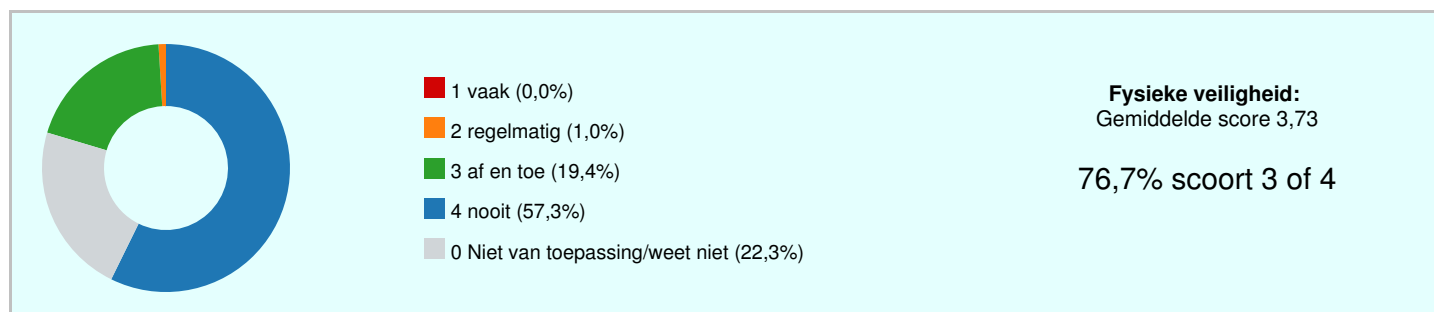 1 vaak (0,0%)
2 regelmatig (1,0%)
3 af en toe (19,4%)
4 nooit (57,3%)
0 Niet van toepassing/weet niet (22,3%)
Fysieke veiligheid:
Gemiddelde score 3,73
76,7% scoort 3 of 4